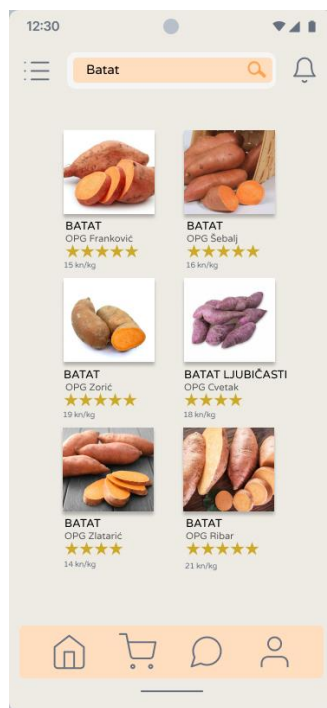 12:30
Batat
BATAT
OPG Franković
15 kn/kg
BATAT
OPG Šebalj
16 kn/kg
BATAT
OPG Zorić
19 kn/kg
BATAT LJUBIČASTI
OPG Cvetak
18 kn/kg
BATAT
OPG Zlatarić
14 kn/kg
BATAT
OPG Ribar
21 kn/kg